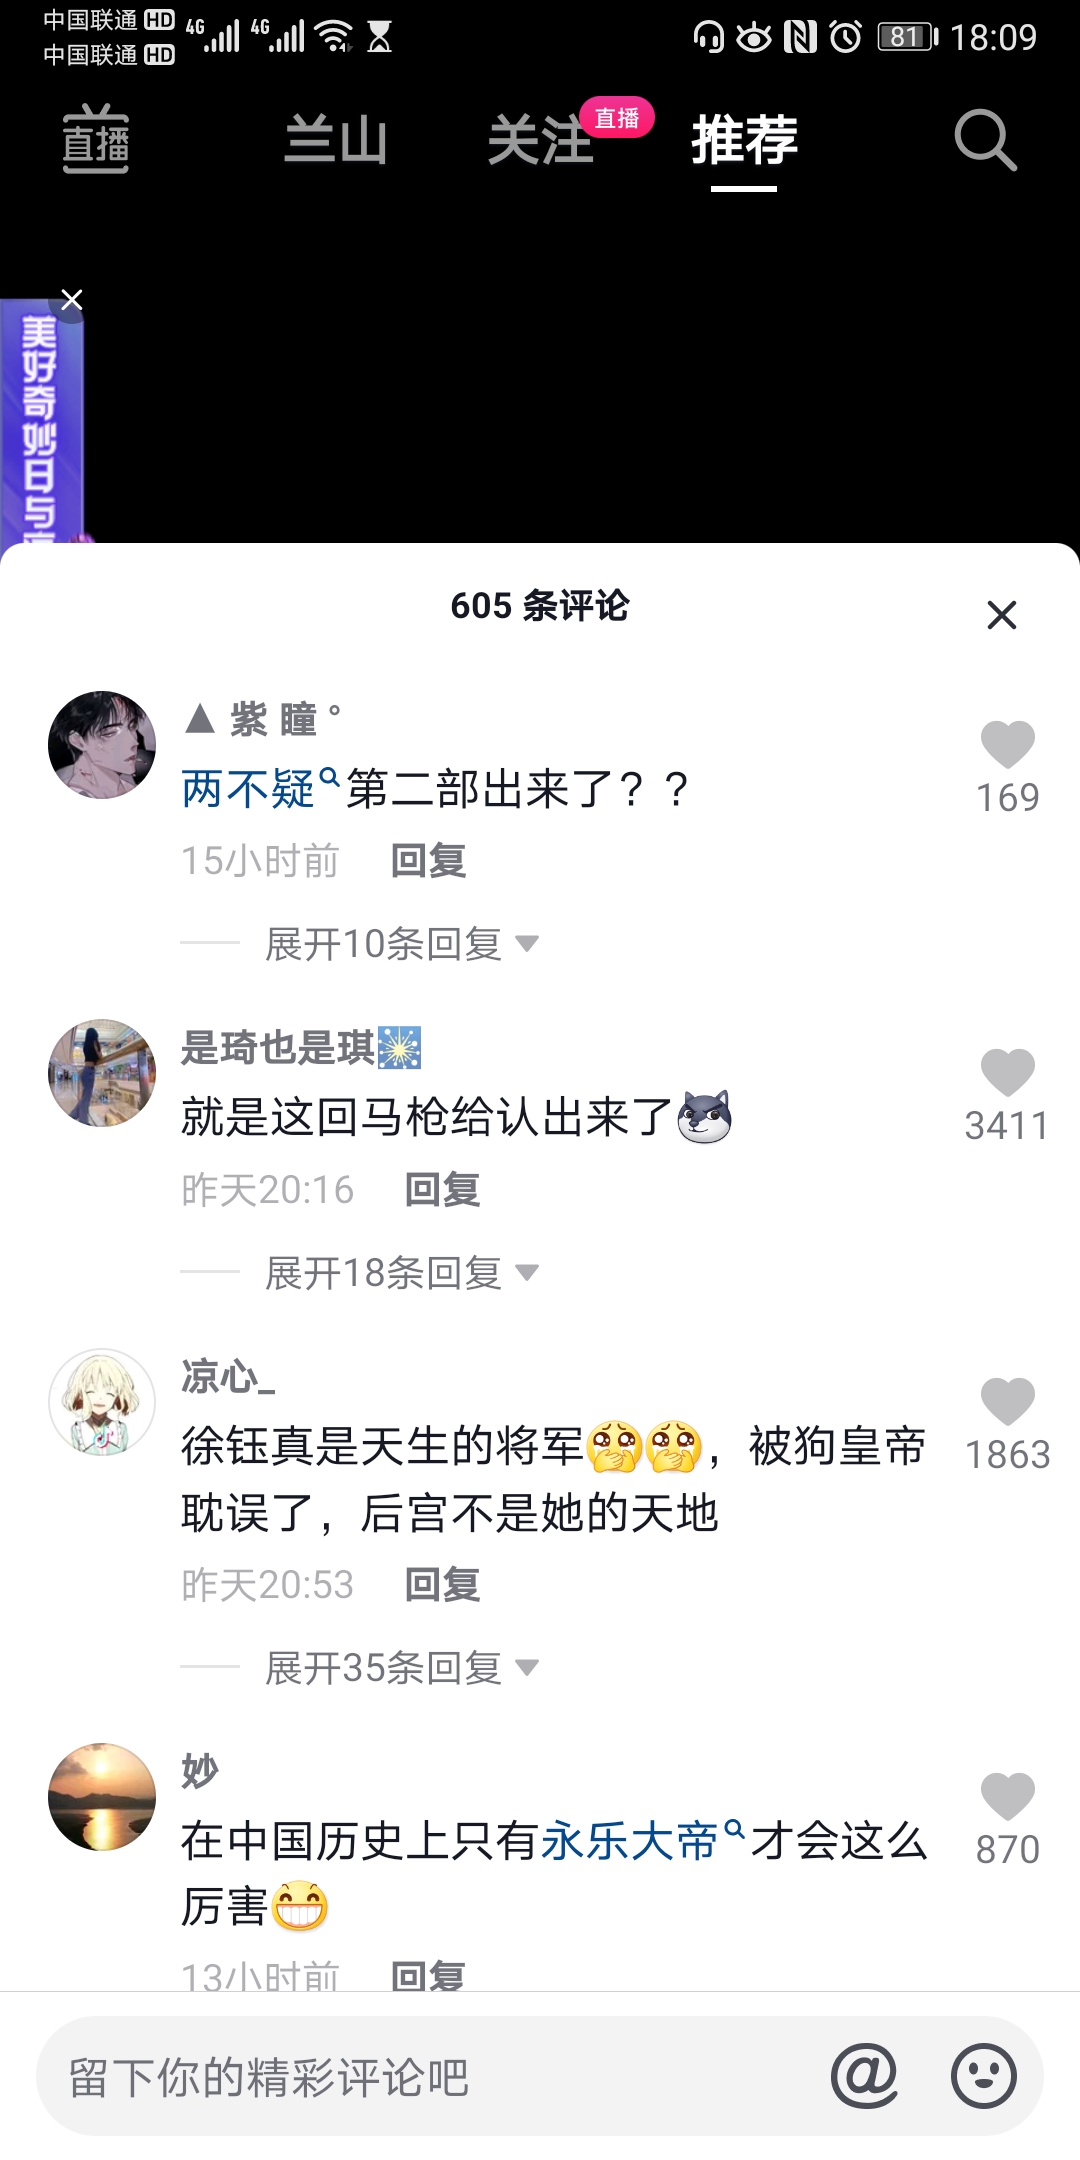 中国联通 HD 4G 4G 81 18:09
中国联通 HD
直播 兰山 关注 直播 推荐
美好奇妙日与
605 条评论
▲ 紫 瞳 °
两不疑第二部出来了？？
169
15小时前 回复
展开10条回复
是琦也是琪🎇
就是这回马枪给认出来了
3411
昨天20:16 回复
展开18条回复
凉心_
徐钰真是天生的将军，被狗皇帝
耽误了，后宫不是她的天地
1863
昨天20:53 回复
展开35条回复
妙
在中国历史上只有永乐大帝才会这么
厉害
870
13小时前 回复
留下你的精彩评论吧 @